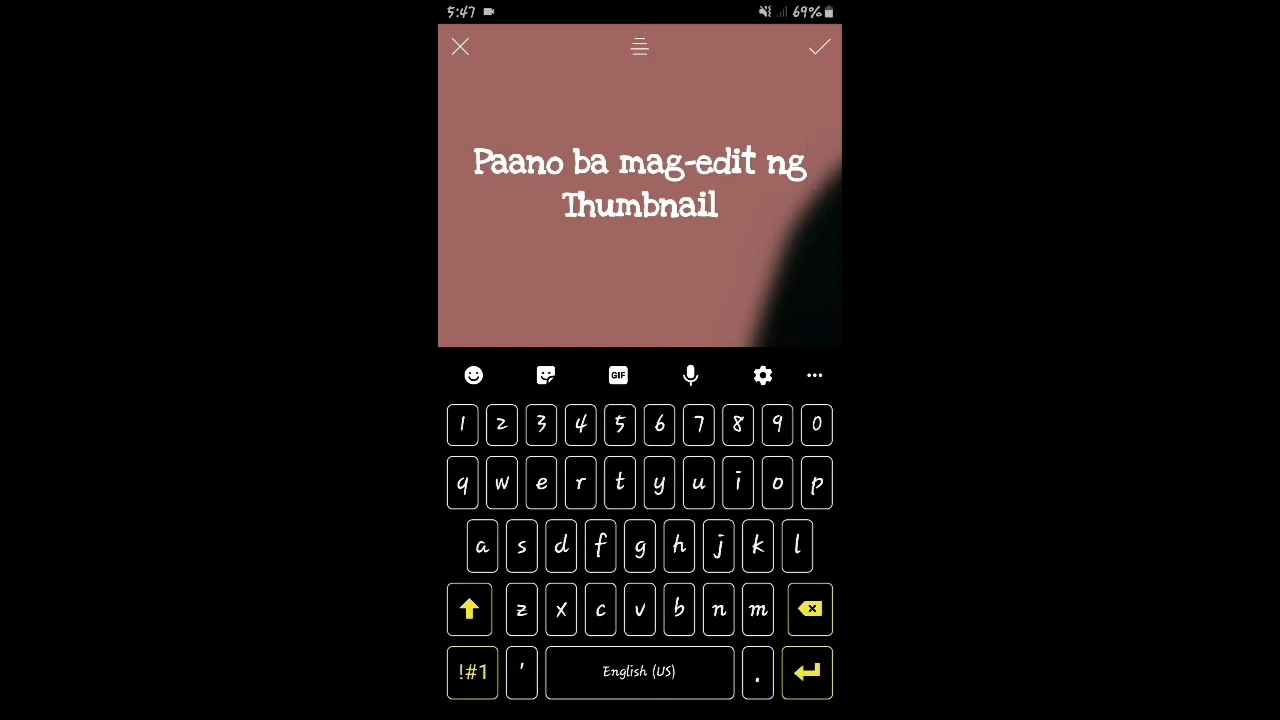 5:47 69%
Paano ba mag-edit ng
Thumbnail
GIF
1 2 3 4 5 6 7 8 9 0
q w e r t y u i o p
a s d f g h j k l
z x c v b n m
!#1 ' English (US) .